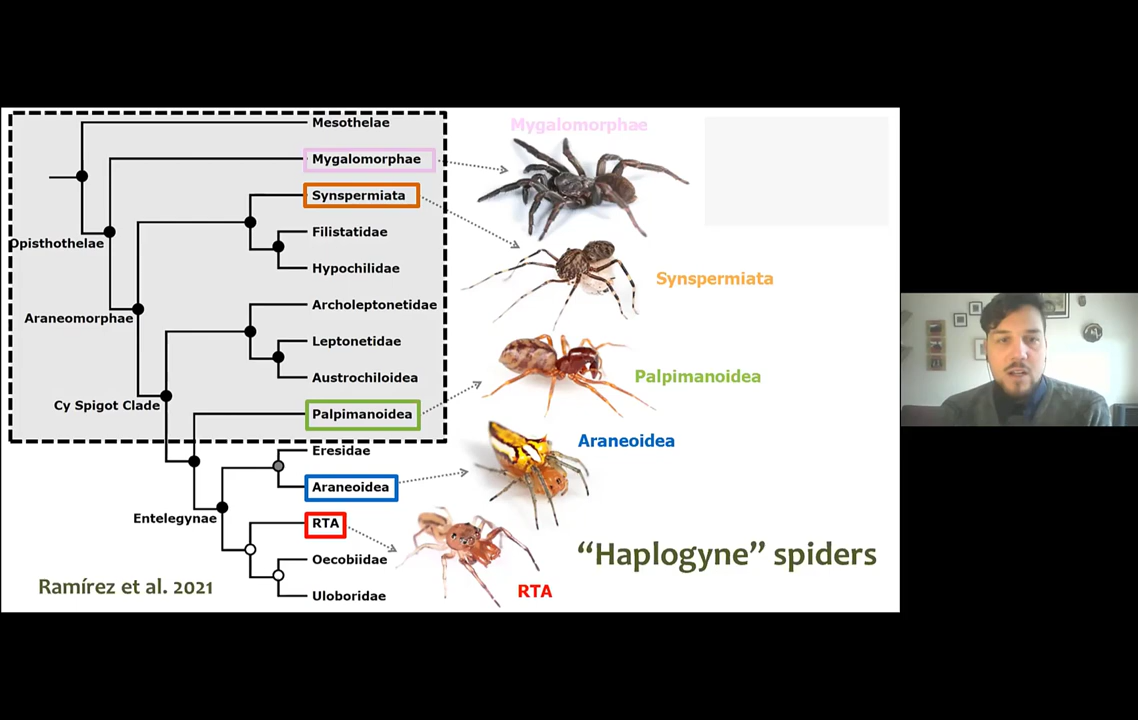 Mesothelae
Mygalomorphae
Synspermiata
Filistatidae
Opisthothelae
Hypochilidae
Archoleptonetidae
Araneomorphae
Leptonetidae
Austrochiloidea
Cy Spigot Clade
Palpimanoidea
Eresidae
Araneoidea
Entelegynae
RTA
Oecobiidae
Uloboridae
Ramírez et al. 2021
Mygalomorphae
Synspermiata
Palpimanoidea
Araneoidea
“Haplogyne” spiders
RTA